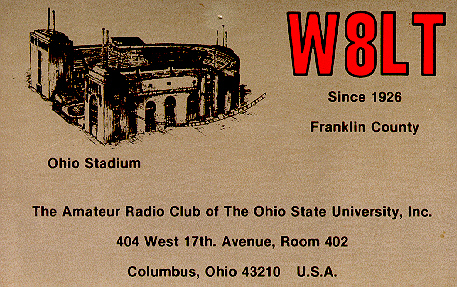 W8LT
Since 1926
Franklin County
Ohio Stadium
The Amateur Radio Club of The Ohio State University, Inc.
404 West 17th. Avenue, Room 402
Columbus, Ohio 43210 U.S.A.